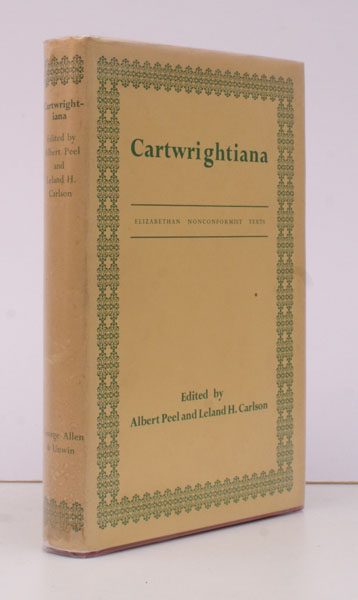 Cartwright-
iana
Edited by
Albert Peel
and
Leland H.
Carlson
George Allen
& Unwin
Cartwrightiana
ELIZABETHAN NONCONFORMIST TEXTS
Edited by
Albert Peel and Leland H. Carlson